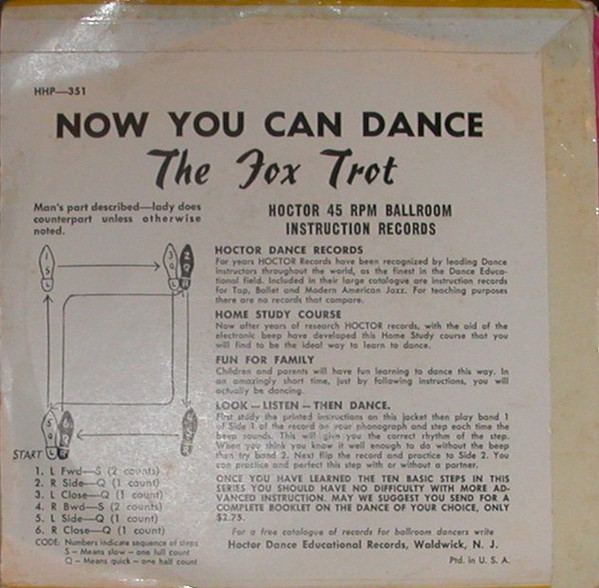 HHP—351
NOW YOU CAN DANCE
The Fox Trot
Man's part described—lady does
counterpart unless otherwise
noted.
START
1. L Fwd—S (2 counts)
2. R Side—Q (1 count)
3. L Close—Q (1 count)
4. R Bwd—S (2 counts)
5. L Side—Q (1 count)
6. R Close—Q (1 count)
CODE: Numbers indicate sequence of steps
S – Means slow — one full count
Q – Means quick — one half count
HOCTOR 45 RPM BALLROOM
INSTRUCTION RECORDS
HOCTOR DANCE RECORDS
For years HOCTOR Records have been recognized by leading Dance
instructors throughout the world, as the finest in the Dance Educa-
tional field. Included in their large catalogue are instruction records
for Tap, Ballet and Modern American Jazz. For teaching purposes
there are no records that compare.
HOME STUDY COURSE
Now after years of research HOCTOR records, with the aid of the
electronic beep have developed this Home Study course that you
will find to be the ideal way to learn to dance.
FUN FOR FAMILY
Children and parents will have fun learning to dance this way. In
an amazingly short time, just by following instructions, you will
actually be dancing.
LOOK — LISTEN — THEN DANCE.
First study the printed instructions on this jacket then play band 1
of Side 1 of the record on your phonograph and step each time the
beep sounds. This will give you the correct rhythm of the step.
When you think you know it well enough to do without the beep
then try band 2. Next flip the record and practice to Side 2. You
can practice and perfect this step with or without a partner.
ONCE YOU HAVE LEARNED THE TEN BASIC STEPS IN THIS
SERIES YOU SHOULD HAVE NO DIFFICULTY WITH MORE AD-
VANCED INSTRUCTION. MAY WE SUGGEST YOU SEND FOR A
COMPLETE BOOKLET ON THE DANCE OF YOUR CHOICE, ONLY
$2.75.
For a free catalogue of records for ballroom dancers write
Hoctor Dance Educational Records, Waldwick, N. J.
Ptd. in U. S. A.